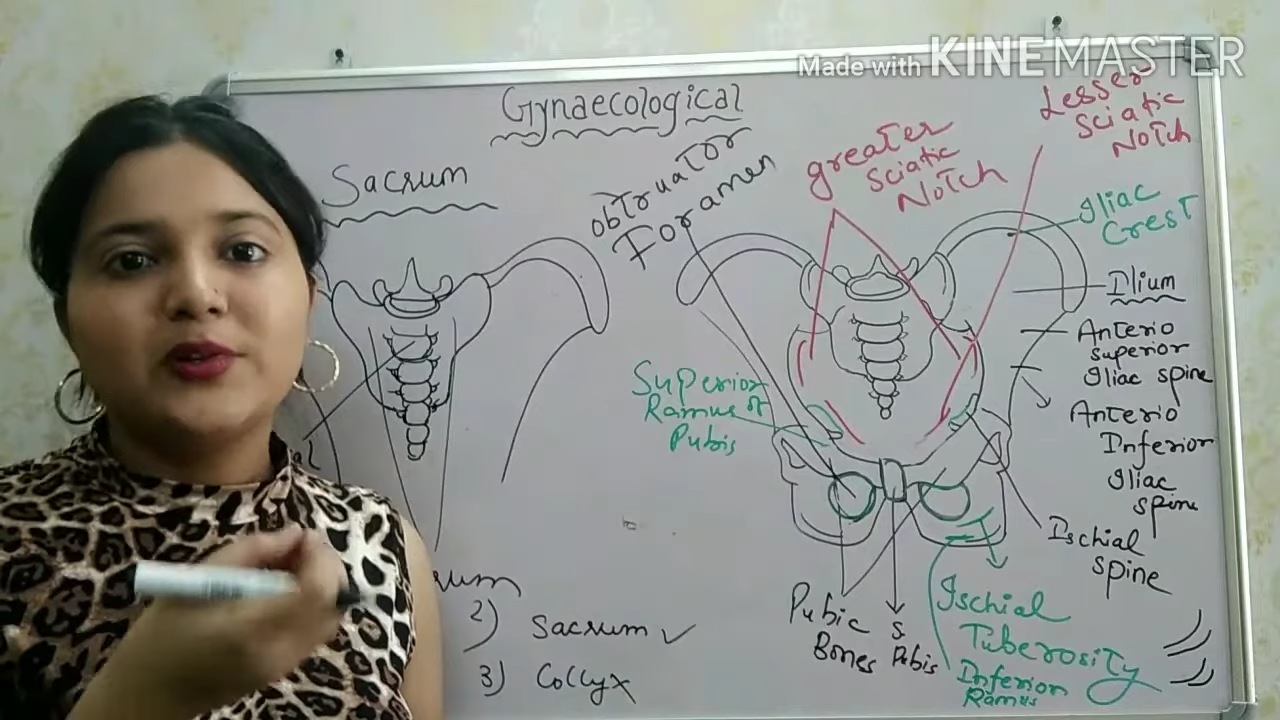 Made with KINEMASTER
Gynaecological
Sacrum
obtruator
Foramen
greater
Sciatic
Notch
Lesser
Sciatic
Notch
Iliac
Crest
Ilium
Anterio
superior
Iliac spine
Anterio
Inferior
Iliac
spine
Superior
Ramus of
Pubis
Ischial
spine
Pubic
Bones
S
Pubis
Ischial
Tuberosity
Inferior
Ramus
2) Sacrum ✓
3) Coccyx